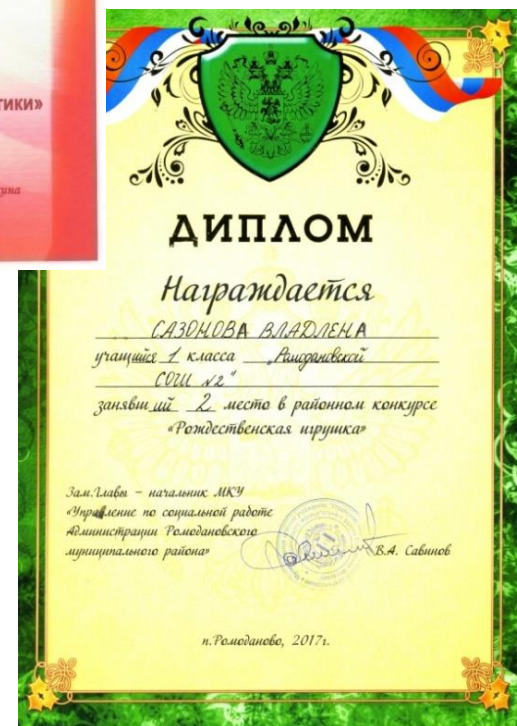 ТИКИ»
ДИПЛОМ
Награждается
САЗОНОВА ВЛАДЛЕНА
учащийся 1 класса „Ромодановской
СОШ №2"
занявший 2 место в районном конкурсе
«Рождественская игрушка»
Зам.Главы – начальник МКУ
«Управление по социальной работе
Администрации Ромодановского
муниципального района»
В.А. Савинов
п.Ромоданово, 2017г.